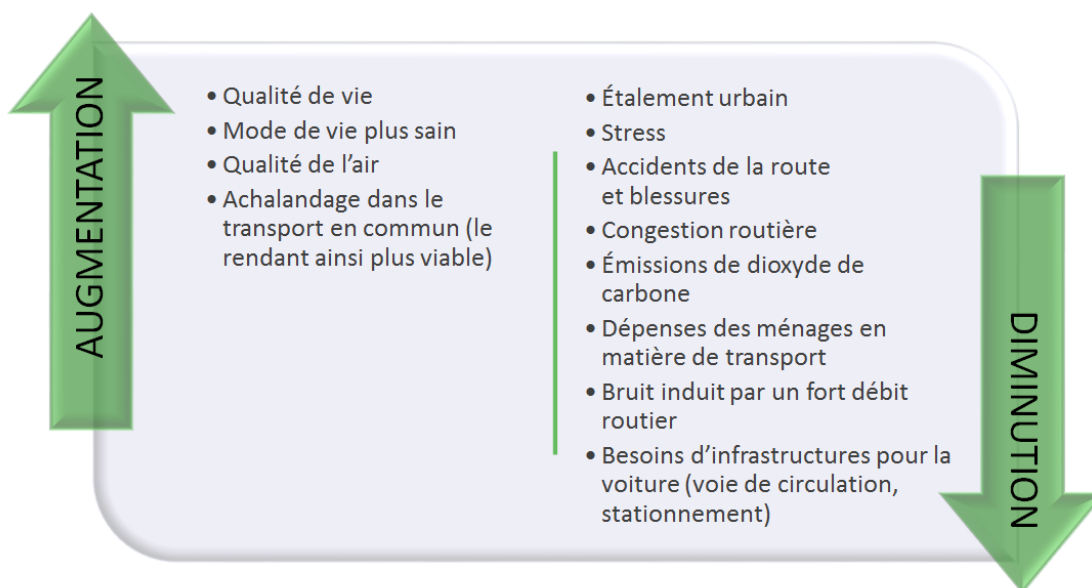 AUGMENTATION
• Qualité de vie
• Mode de vie plus sain
• Qualité de l’air
• Achalandage dans le
transport en commun (le
rendant ainsi plus viable)
• Étalement urbain
• Stress
• Accidents de la route
et blessures
• Congestion routière
• Émissions de dioxyde de
carbone
• Dépenses des ménages en
matière de transport
• Bruit induit par un fort débit
routier
• Besoins d’infrastructures pour la
voiture (voie de circulation,
stationnement)
DIMINUTION